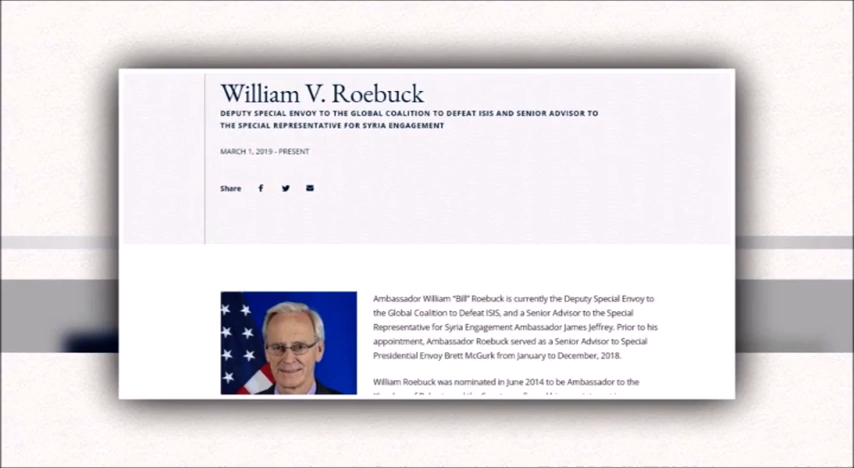 William V. Roebuck
DEPUTY SPECIAL ENVOY TO THE GLOBAL COALITION TO DEFEAT ISIS AND SENIOR ADVISOR TO
THE SPECIAL REPRESENTATIVE FOR SYRIA ENGAGEMENT
MARCH 1, 2019 - PRESENT
Share
Ambassador William “Bill” Roebuck is currently the Deputy Special Envoy to
the Global Coalition to Defeat ISIS, and a Senior Advisor to the Special
Representative for Syria Engagement Ambassador James Jeffrey. Prior to his
appointment, Ambassador Roebuck served as a Senior Advisor to Special
Presidential Envoy Brett McGurk from January to December, 2018.
William Roebuck was nominated in June 2014 to be Ambassador to the